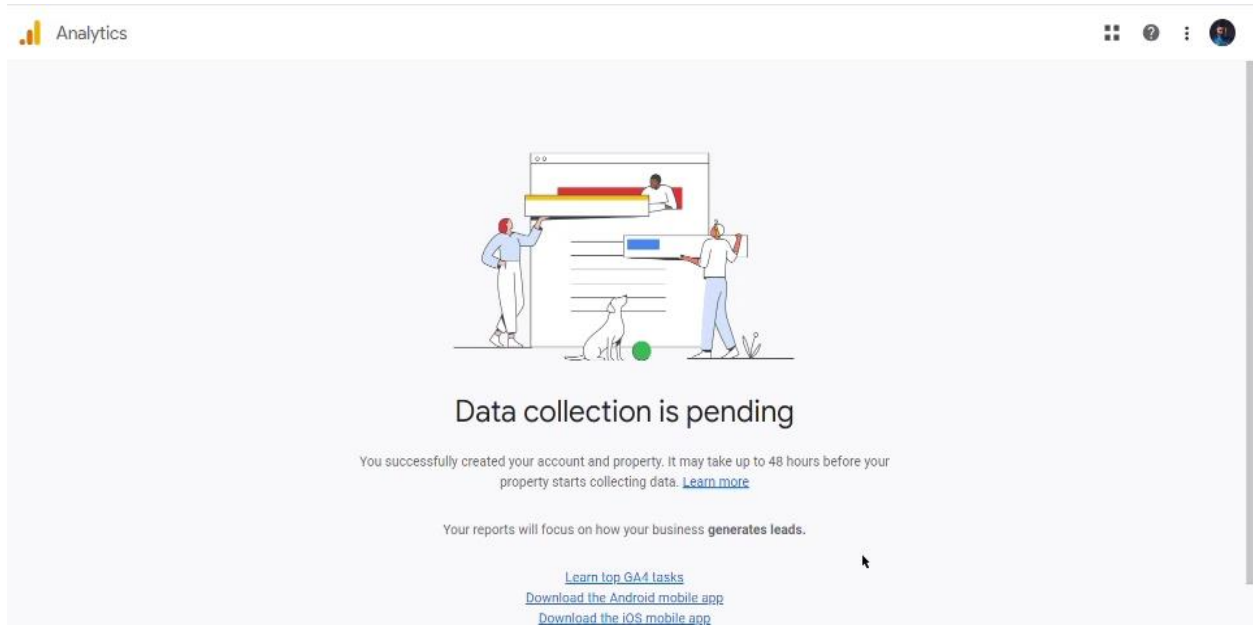 Analytics
Data collection is pending
You successfully created your account and property. It may take up to 48 hours before your
property starts collecting data. Learn more
Your reports will focus on how your business generates leads.
Learn top GA4 tasks
Download the Android mobile app
Download the iOS mobile app